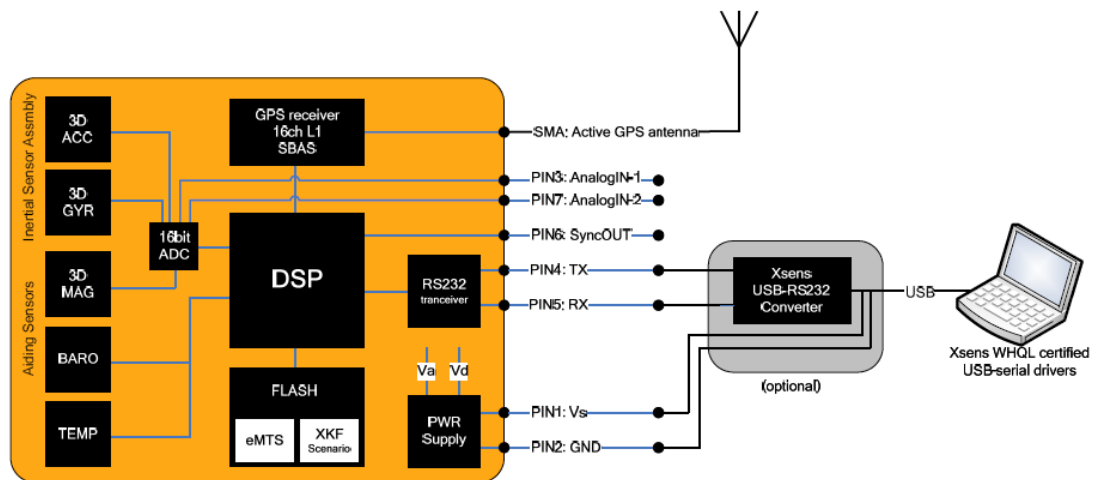 Inertial Sensor Assmbly
Aiding Sensors
3D
ACC
3D
GYR
3D
MAG
BARO
TEMP
16bit
ADC
GPS receiver
16ch L1
SBAS
DSP
FLASH
eMTS
XKF
Scenario
RS232
tranceiver
Va
Vd
PWR
Supply
SMA: Active GPS antenna
PIN3: AnalogIN-1
PIN7: AnalogIN-2
PIN6: SyncOUT
PIN4: TX
PIN5: RX
PIN1: Vs
PIN2: GND
Xsens
USB-RS232
Converter
(optional)
USB
Xsens WHQL certified
USB-serial drivers